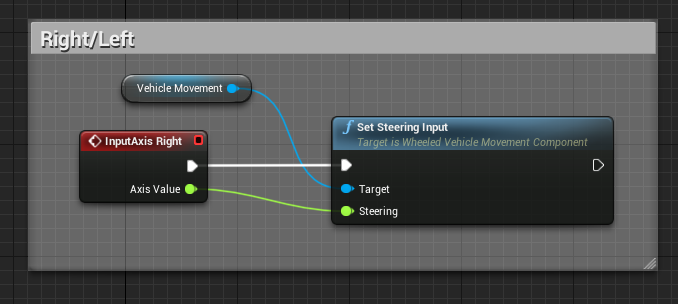 Right/Left
Vehicle Movement
InputAxis Right
Axis Value
Set Steering Input
Target is Wheeled Vehicle Movement Component
Target
Steering